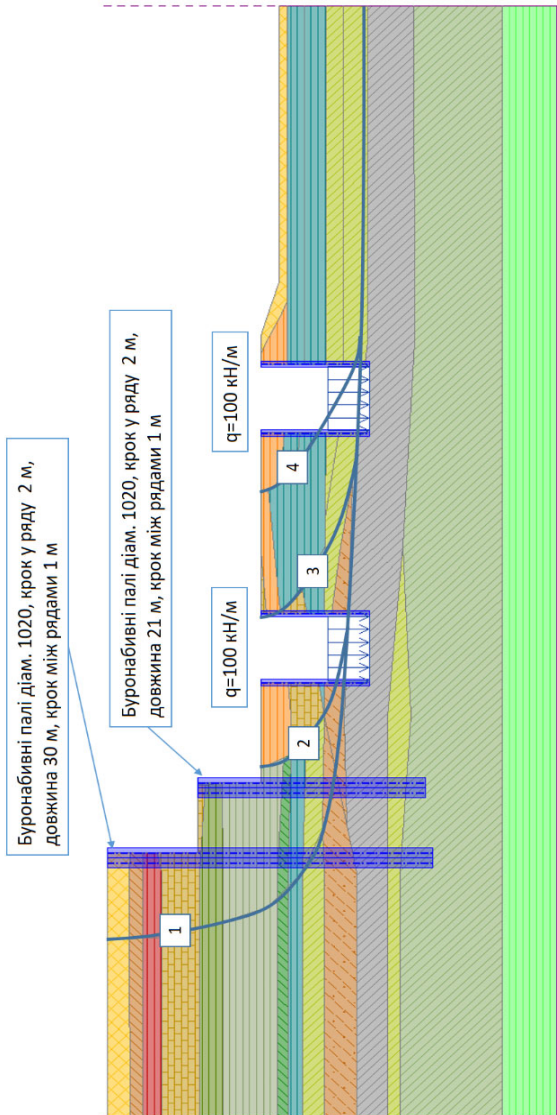 Буронабивні палі діам. 1020, крок у ряду 2 м,
довжина 30 м, крок між рядами 1 м
Буронабивні палі діам. 1020, крок у ряду 2 м,
довжина 21 м, крок між рядами 1 м
q=100 кН/м
q=100 кН/м
1
2
3
4